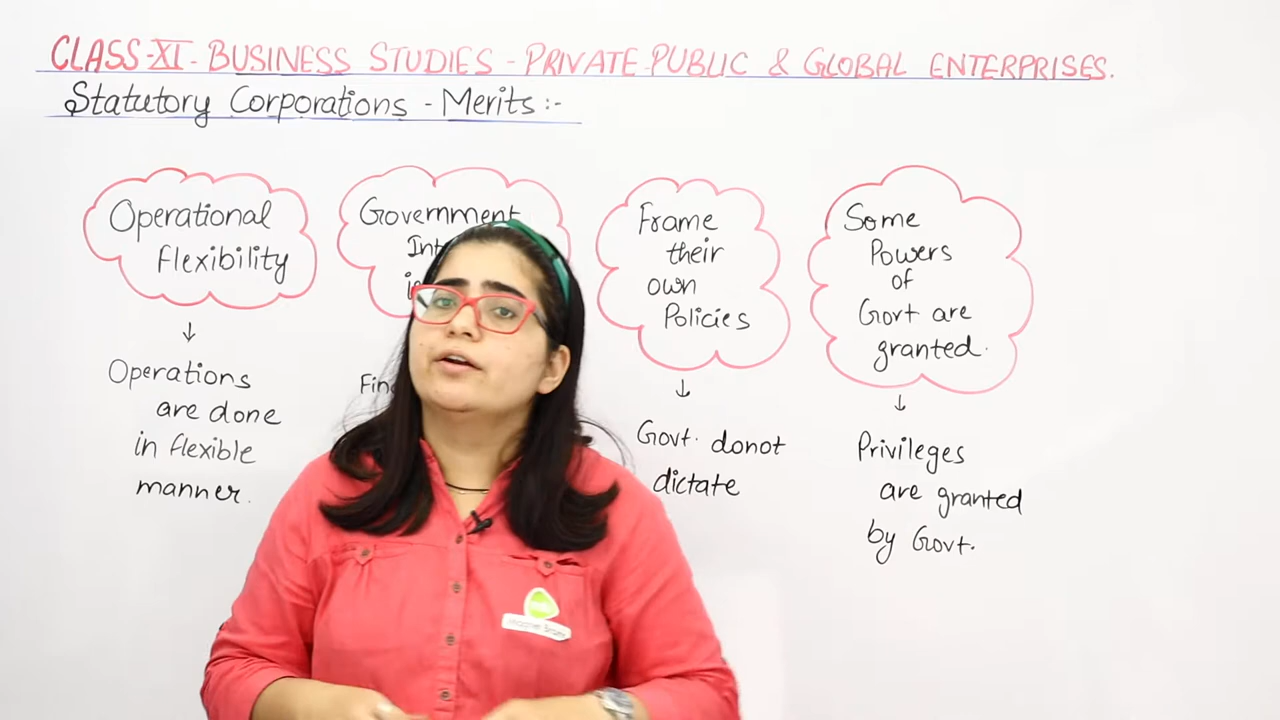 CLASS-XI - BUSINESS STUDIES - PRIVATE PUBLIC & GLOBAL ENTERPRISES.
Statutory Corporations - Merits :-
Operational
Flexibility
↓
Operations
are done
in flexible
manner.
Government
Frame
their
own
Policies
↓
Govt. donot
dictate
Some
Powers
of
Govt are
granted.
↓
Privileges
are granted
by Govt.